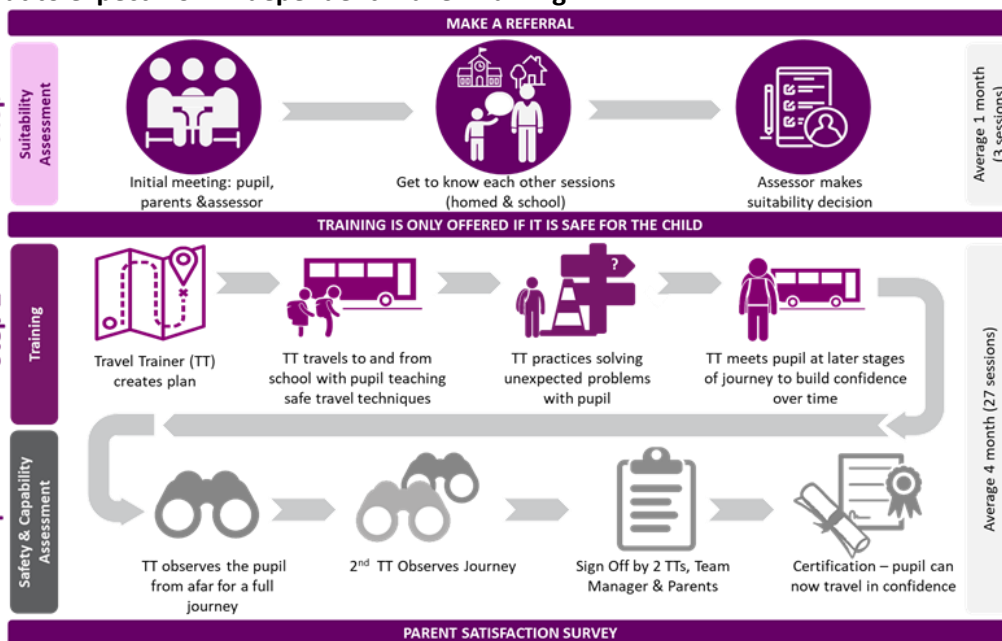 MAKE A REFERRAL
Suitability
Assessment
Initial meeting: pupil,
parents &assessor
Get to know each other sessions
(homed & school)
Assessor makes
suitability decision
Average 1 month
(3 sessions)
TRAINING IS ONLY OFFERED IF IT IS SAFE FOR THE CHILD
Training
?
Travel Trainer (TT)
creates plan
TT travels to and from
school with pupil teaching
safe travel techniques
TT practices solving
unexpected problems
with pupil
TT meets pupil at later stages
of journey to build confidence
over time
Average 4 month (27 sessions)
Safety & Capability
Assessment
TT observes the pupil
from afar for a full
journey
2nd TT Observes Journey
Sign Off by 2 TTs, Team
Manager & Parents
Certification – pupil can
now travel in confidence
PARENT SATISFACTION SURVEY